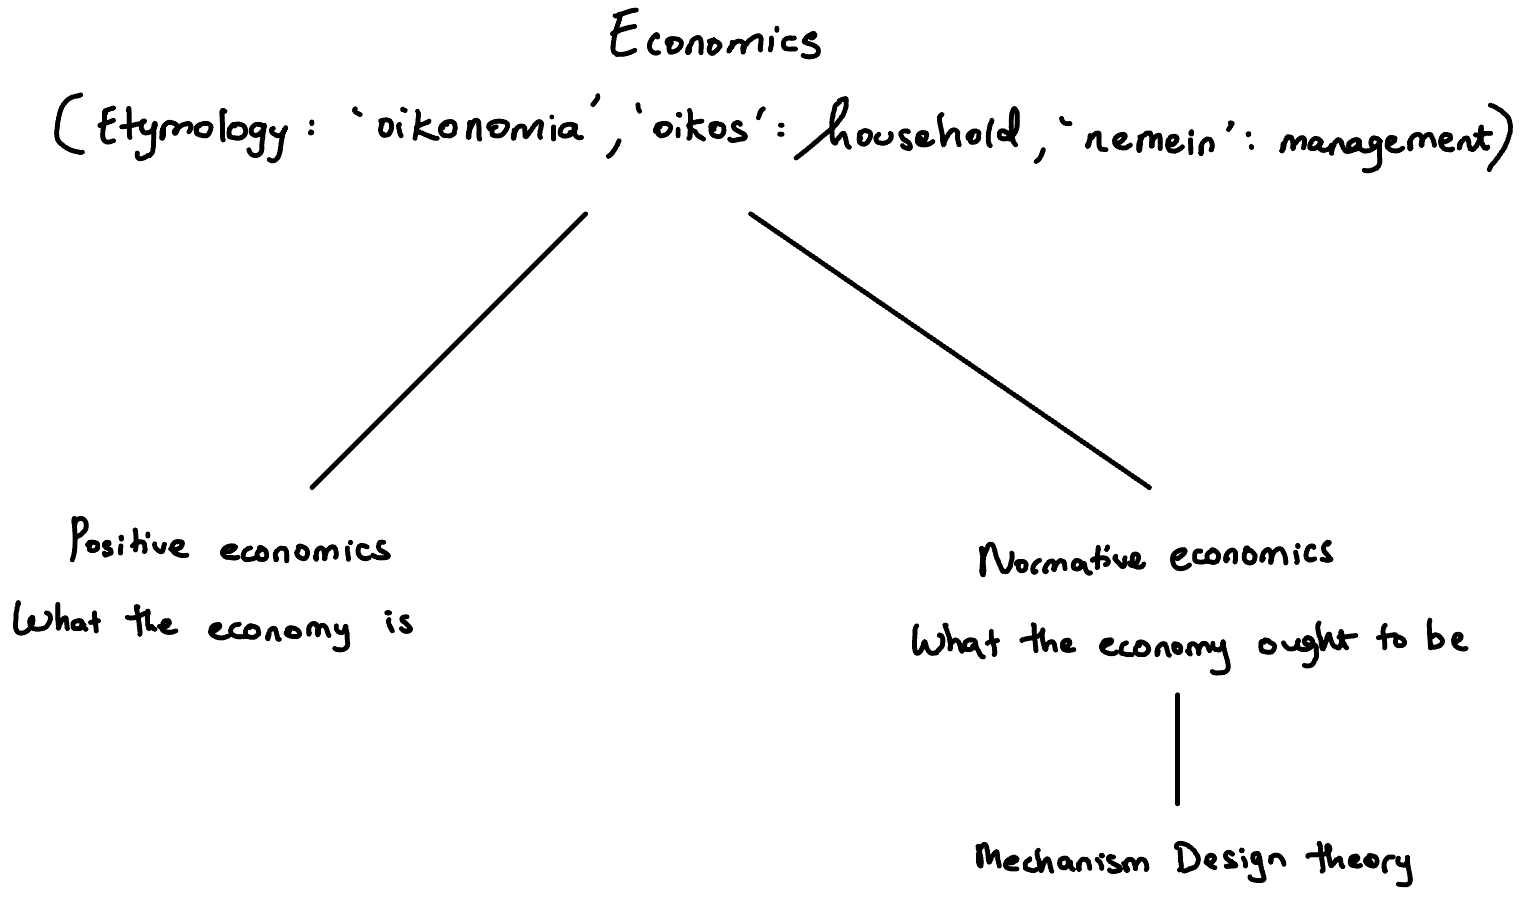 Economics
(Etymology: 'oikonomia', 'oikos': household, 'nemein': management)
Positive economics
What the economy is
Normative economics
What the economy ought to be
Mechanism Design theory